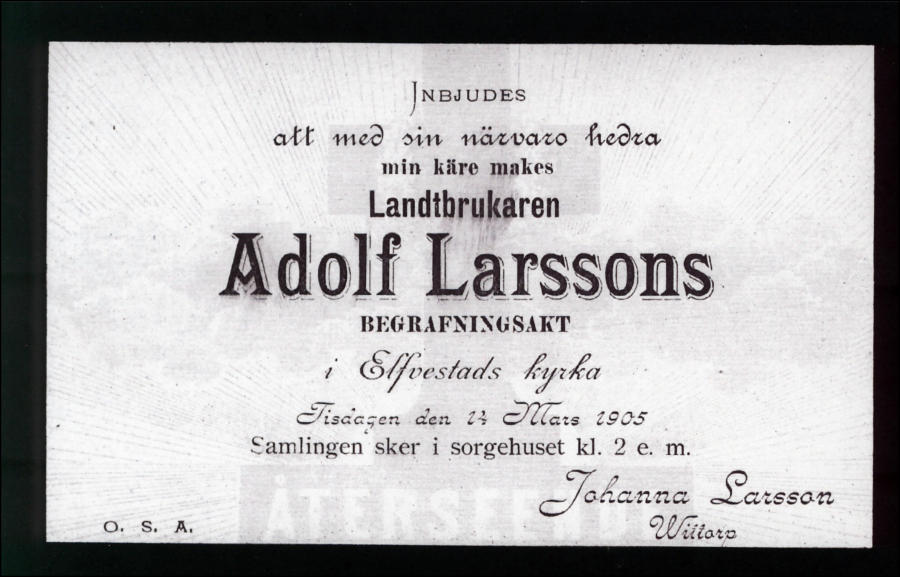 INBJUDES
att med sin närvaro hedra
min käre makes
Landtbrukaren
Adolf Larssons
BEGRAFNINGSAKT
i Elfvestads kyrka
Tisdagen den 14 Mars 1905
Samlingen sker i sorgehuset kl. 2 e. m.
Johanna Larsson
Wittorp
O. S. A.